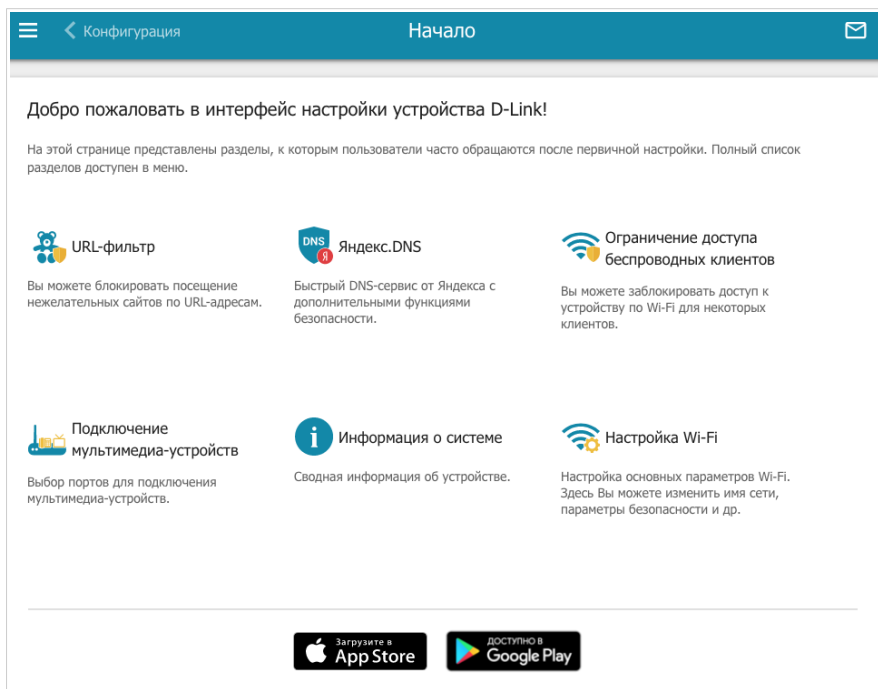 Конфигурация
Начало
Добро пожаловать в интерфейс настройки устройства D-Link!
На этой странице представлены разделы, к которым пользователи часто обращаются после первичной настройки. Полный список
разделов доступен в меню.
URL-фильтр
Вы можете блокировать посещение
нежелательных сайтов по URL-адресам.
DNS
Я
Яндекс.DNS
Быстрый DNS-сервис от Яндекса с
дополнительными функциями
безопасности.
Ограничение доступа
беспроводных клиентов
Вы можете заблокировать доступ к
устройству по Wi-Fi для некоторых
клиентов.
Подключение
мультимедиа-устройств
Выбор портов для подключения
мультимедиа-устройств.
i
Информация о системе
Сводная информация об устройстве.
Настройка Wi-Fi
Настройка основных параметров Wi-Fi.
Здесь Вы можете изменить имя сети,
параметры безопасности и др.
Загрузите в
App Store
ДОСТУПНО В
Google Play